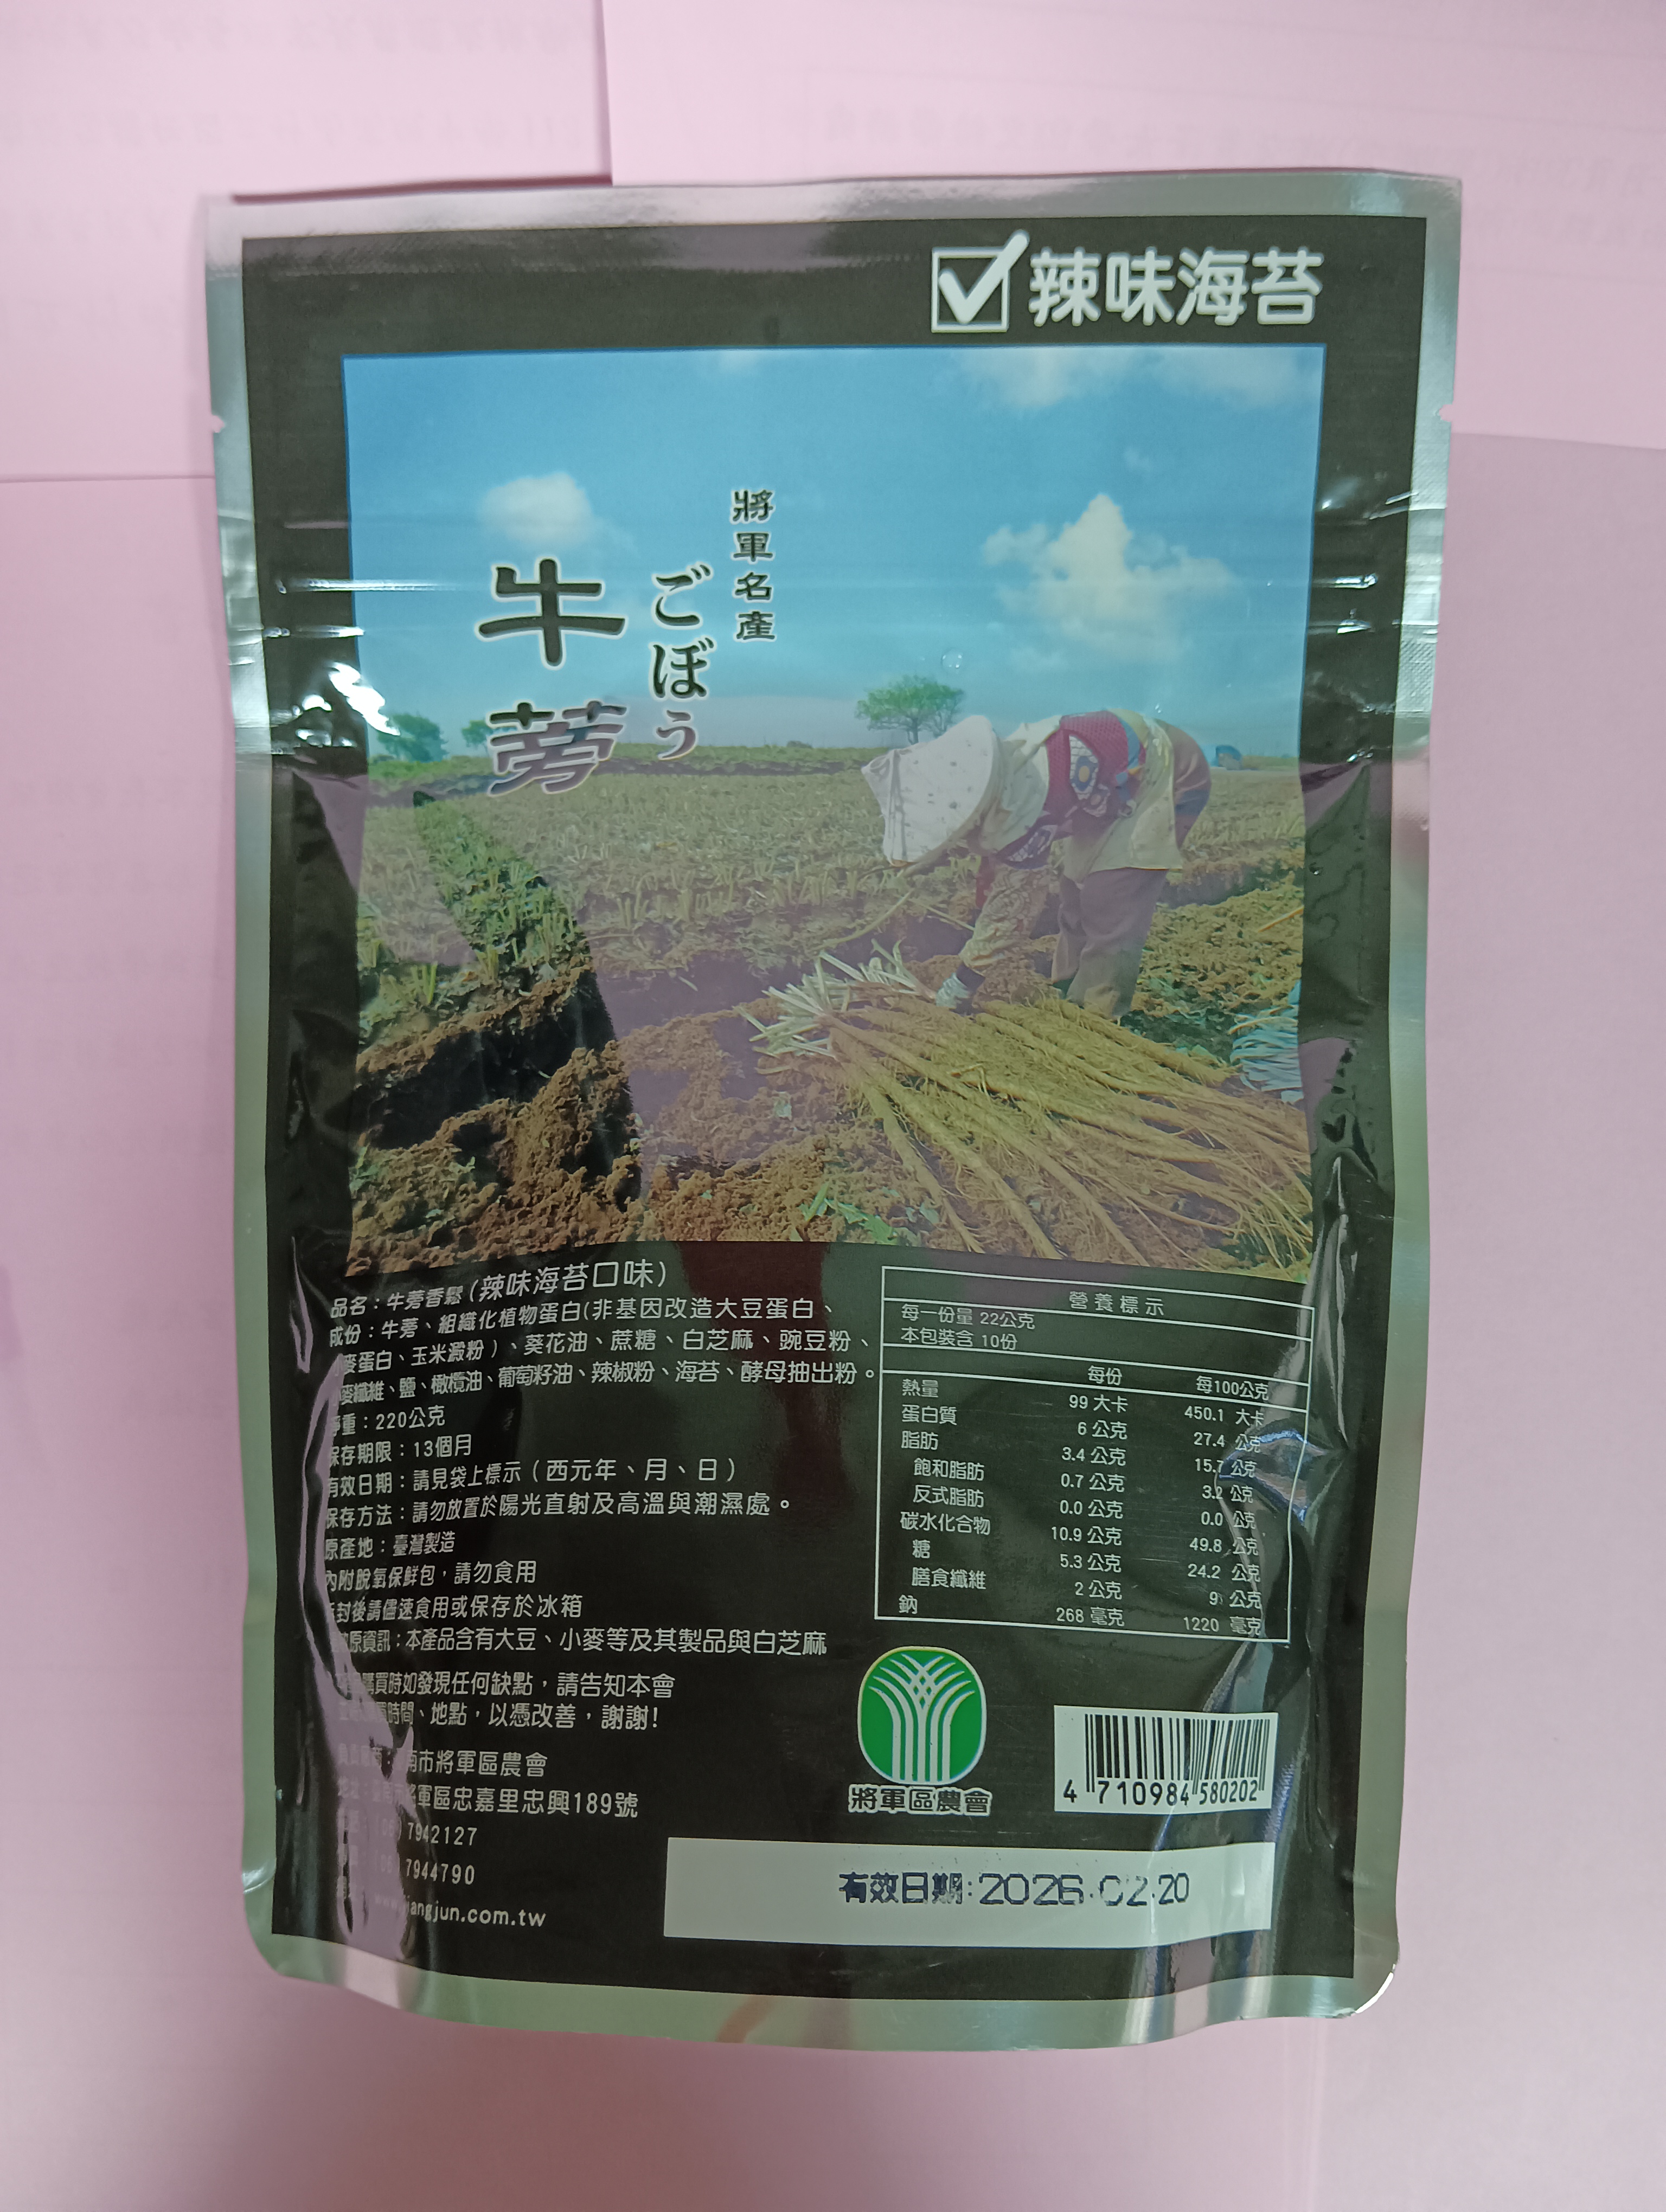 辣味海苔
將軍名產
ごぼう
牛蒡
品名：牛蒡香鬆(辣味海苔口味)
成份：牛蒡、組織化植物蛋白(非基因改造大豆蛋白、
麥蛋白、玉米澱粉)、葵花油、蔗糖、白芝麻、豌豆粉、
麥纖維、鹽、橄欖油、葡萄籽油、辣椒粉、海苔、酵母抽出粉。
淨重：220公克
保存期限：13個月
有效日期：請見袋上標示(西元年、月、日)
保存方法：請勿放置於陽光直射及高溫與潮濕處。
原產地：臺灣製造
內附脫氧保鮮包，請勿食用
封後請儘速食用或保存於冰箱
原資訊：本產品含有大豆、小麥等及其製品與白芝麻
購買時如發現任何缺點，請告知本會
時間、地點，以憑改善，謝謝!
南市將軍區農會
將軍區忠嘉里忠興189號
7942127
7944790
jiangjun.com.tw
營養標示
每一份量 22公克
本包裝含 10份
每份 每100公克
熱量 99 大卡 450.1 大卡
蛋白質 6 公克 27.4 公克
脂肪 3.4 公克 15.7 公克
飽和脂肪 0.7 公克 3.2 公克
反式脂肪 0.0 公克 0.0 公克
碳水化合物 10.9 公克 49.8 公克
糖 5.3 公克 24.2 公克
膳食纖維 2 公克 9 公克
鈉 268 毫克 1220 毫克
將軍區農會
4 710984 580202
有效日期:2026.02.20